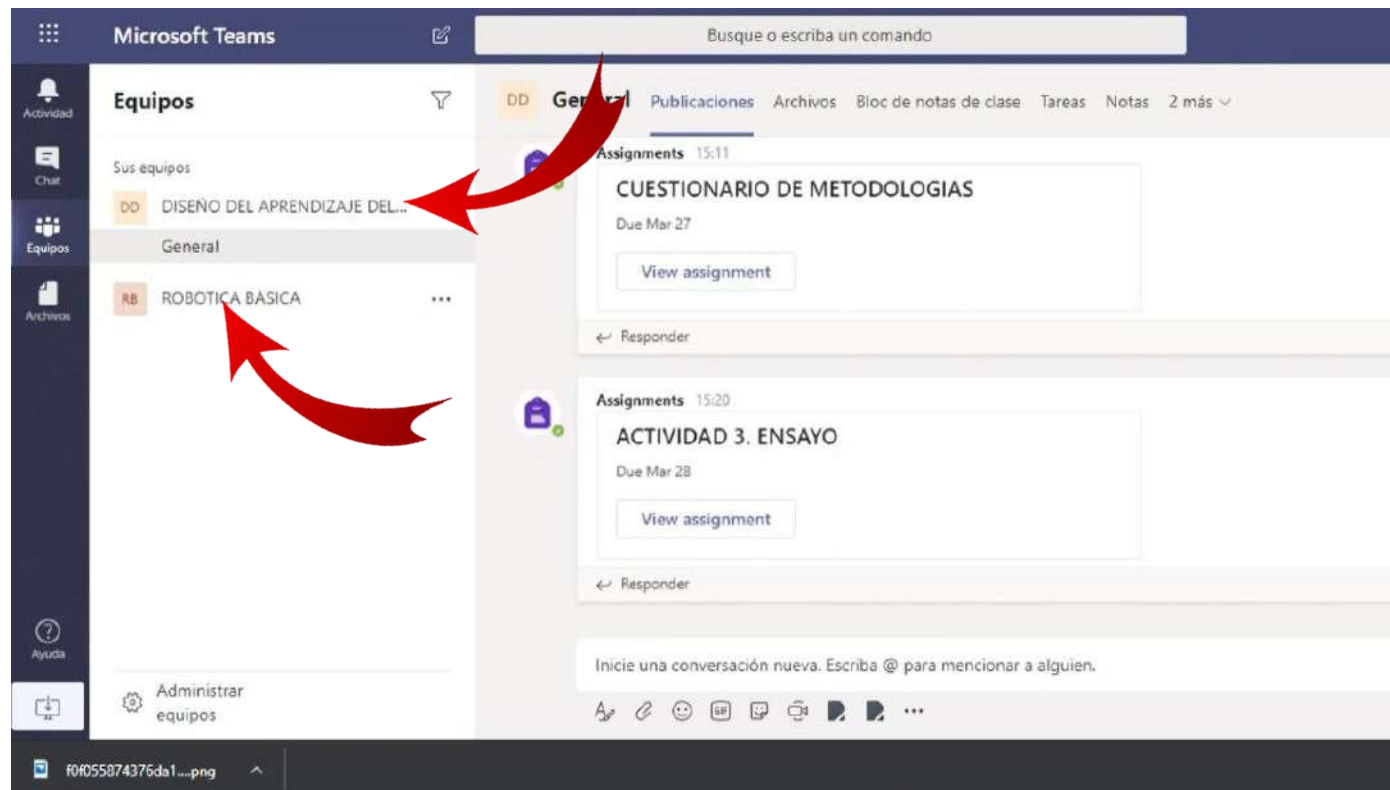 Microsoft Teams
Busque o escriba un comando
Actividad
Chat
Equipos
Archivos
Ayuda
Equipos
Sus equipos
DD DISEÑO DEL APRENDIZAJE DEL...
General
RB ROBOTICA BÁSICA
Administrar
equipos
DD General Publicaciones Archivos Bloc de notas de clase Tareas Notas 2 más
Assignments 15:11
CUESTIONARIO DE METODOLOGIAS
Due Mar 27
View assignment
Responder
Assignments 15:20
ACTIVIDAD 3. ENSAYO
Due Mar 28
View assignment
Responder
Inicie una conversación nueva. Escriba @ para mencionar a alguien.
GIF
f0f055874376da1....png